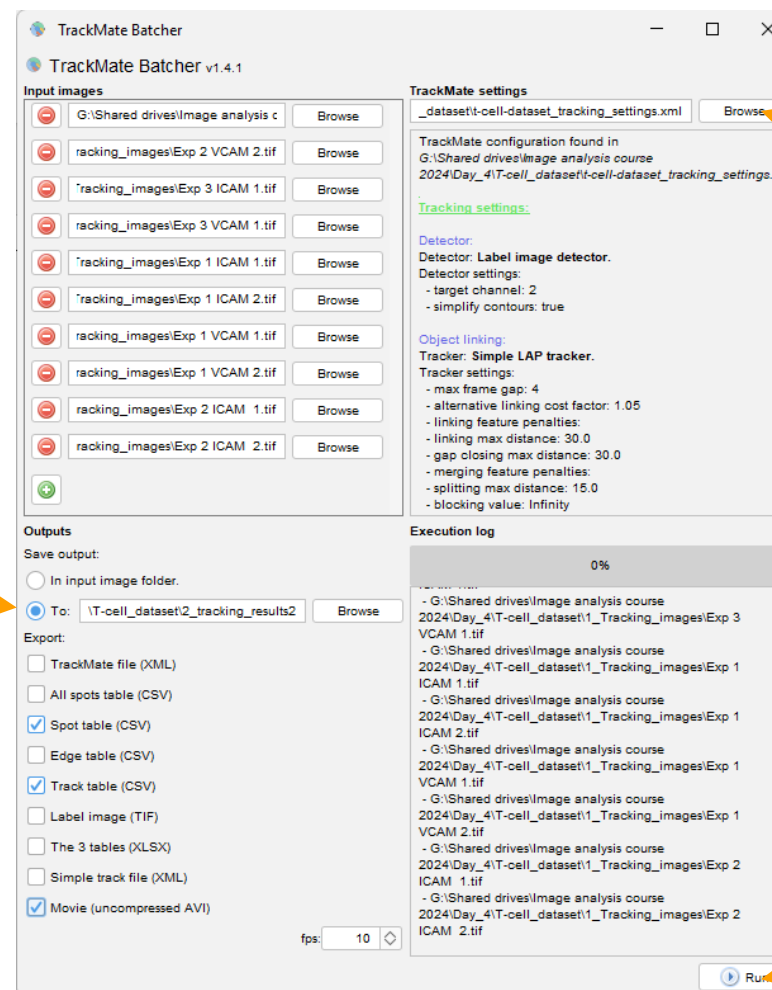 TrackMate Batcher
TrackMate Batcher v1.4.1
Input images
G:\Shared drives\Image analysis c
Browse
racking_images\Exp 2 VCAM 2.tif
Browse
Tracking_images\Exp 3 ICAM 1.tif
Browse
racking_images\Exp 3 VCAM 1.tif
Browse
Tracking_images\Exp 1 ICAM 1.tif
Browse
Tracking_images\Exp 1 ICAM 2.tif
Browse
racking_images\Exp 1 VCAM 1.tif
Browse
racking_images\Exp 1 VCAM 2.tif
Browse
racking_images\Exp 2 ICAM  1.tif
Browse
racking_images\Exp 2 ICAM  2.tif
Browse
TrackMate settings
_dataset\t-cell-dataset_tracking_settings.xml
Browse
TrackMate configuration found in
G:\Shared drives\Image analysis course
2024\Day_4\T-cell_dataset\t-cell-dataset_tracking_settings.
Tracking settings:
Detector:
Detector: Label image detector.
Detector settings:
- target channel: 2
- simplify contours: true
Object linking:
Tracker: Simple LAP tracker.
Tracker settings:
- max frame gap: 4
- alternative linking cost factor: 1.05
- linking feature penalties:
- linking max distance: 30.0
- gap closing max distance: 30.0
- merging feature penalties:
- splitting max distance: 15.0
- blocking value: Infinity
Outputs
Save output:
In input image folder.
To: \T-cell_dataset\2_tracking_results2
Browse
Export:
TrackMate file (XML)
All spots table (CSV)
Spot table (CSV)
Edge table (CSV)
Track table (CSV)
Label image (TIF)
The 3 tables (XLSX)
Simple track file (XML)
Movie (uncompressed AVI)
fps: 10
Execution log
0%
- G:\Shared drives\Image analysis course
2024\Day_4\T-cell_dataset\1_Tracking_images\Exp 3
VCAM 1.tif
- G:\Shared drives\Image analysis course
2024\Day_4\T-cell_dataset\1_Tracking_images\Exp 1
ICAM 1.tif
- G:\Shared drives\Image analysis course
2024\Day_4\T-cell_dataset\1_Tracking_images\Exp 1
ICAM 2.tif
- G:\Shared drives\Image analysis course
2024\Day_4\T-cell_dataset\1_Tracking_images\Exp 1
VCAM 1.tif
- G:\Shared drives\Image analysis course
2024\Day_4\T-cell_dataset\1_Tracking_images\Exp 1
VCAM 2.tif
- G:\Shared drives\Image analysis course
2024\Day_4\T-cell_dataset\1_Tracking_images\Exp 2
ICAM  1.tif
- G:\Shared drives\Image analysis course
2024\Day_4\T-cell_dataset\1_Tracking_images\Exp 2
ICAM  2.tif
Run